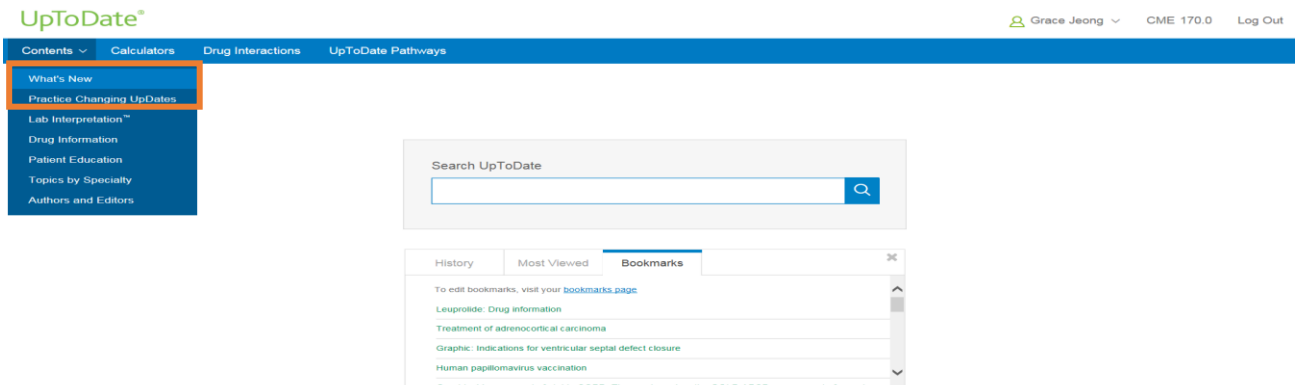 UpToDate®
Grace Jeong CME 170.0 Log Out
Contents Calculators Drug Interactions UpToDate Pathways
What's New
Practice Changing UpDates
Lab Interpretation™
Drug Information
Patient Education
Topics by Specialty
Authors and Editors
Search UpToDate
History Most Viewed Bookmarks
To edit bookmarks, visit your bookmarks page
Leuprolide: Drug information
Treatment of adrenocortical carcinoma
Graphic: Indications for ventricular septal defect closure
Human papillomavirus vaccination